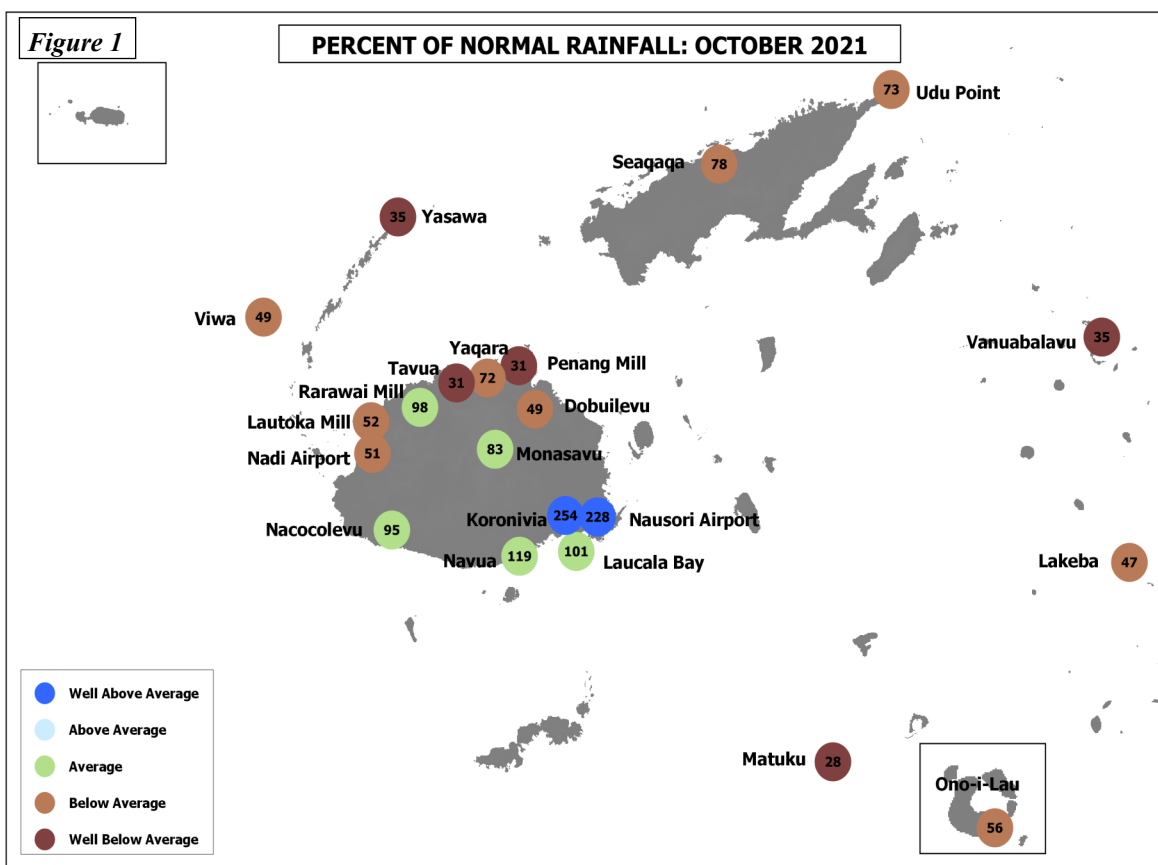 Figure 1
PERCENT OF NORMAL RAINFALL: OCTOBER 2021
73
Udu Point
Seaqaqa
78
35
Yasawa
Viwa
49
Vanuabalavu
35
Yaqara
Tavua
31
Penang Mill
31
72
Rarawai Mill
98
49
Dobuilevu
Lautoka Mill
52
Nadi Airport
51
83
Monasavu
Koronivia
254
228
Nausori Airport
Nacocolevu
95
Navua
119
101
Laucala Bay
Lakeba
47
Well Above Average
Above Average
Average
Below Average
Well Below Average
Matuku
28
Ono-i-Lau
56